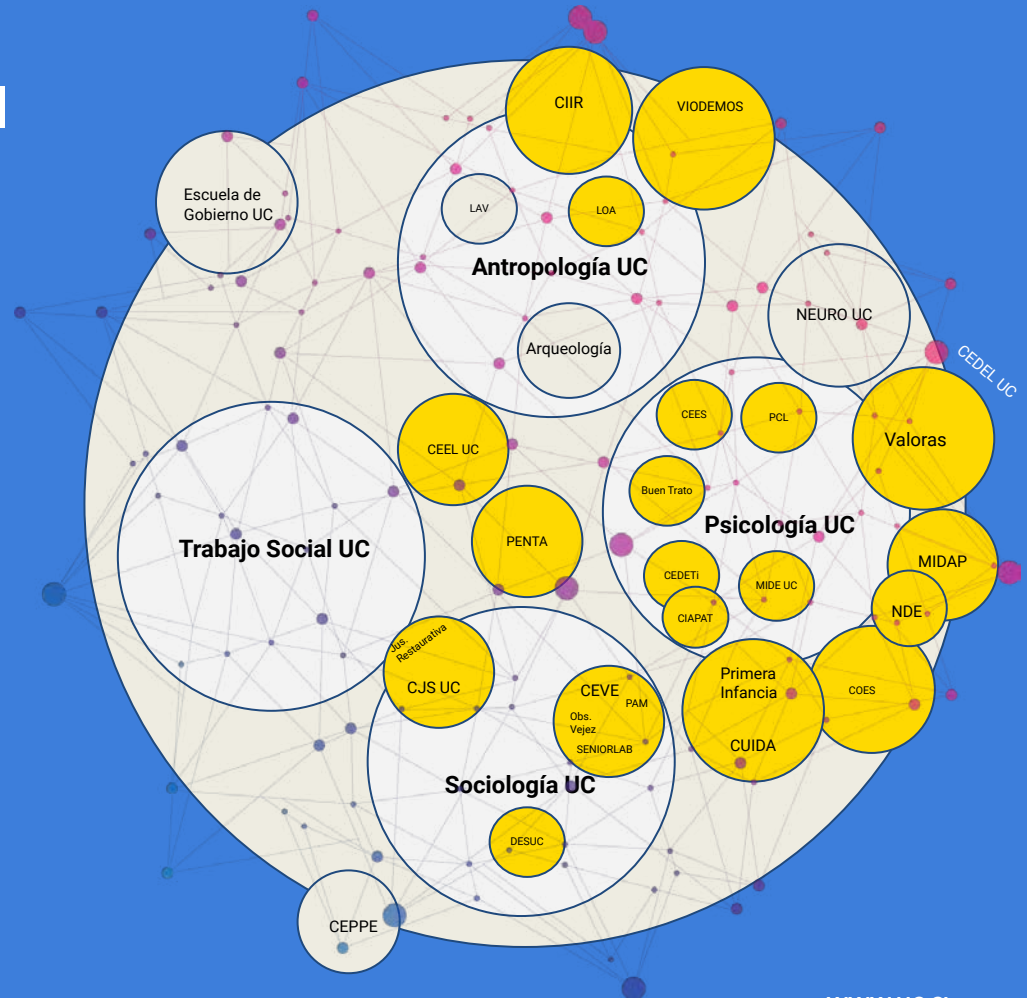 CIIR
VIODEMOS
Escuela de
Gobierno UC
LAV
LOA
Antropología UC
NEURO UC
Arqueología
CEDEL UC
CEES
PCL
CEEL UC
Valoras
Buen Trato
Psicología UC
Trabajo Social UC
PENTA
MIDAP
CEDETi
MIDE UC
NDE
CIAPAT
Jus.
Restaurativa
CJS UC
Primera
Infancia
COES
CEVE
PAM
Obs.
Vejez
SENIORLAB
CUIDA
Sociología UC
DESUC
CEPPE